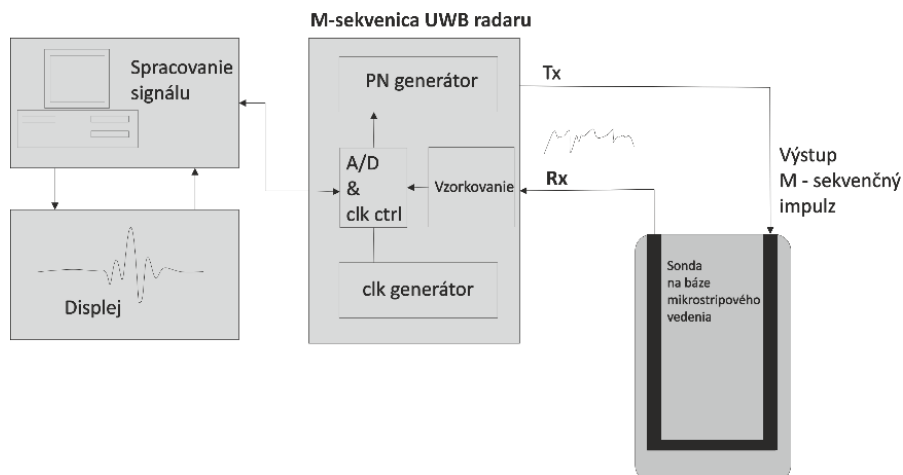 M-sekvenica UWB radaru
Spracovanie
signálu
Displej
PN generátor
A/D
&
clk ctrl
Vzorkovanie
clk generátor
Tx
Rx
Výstup
M - sekvenčný
impulz
Sonda
na báze
mikrostripového
vedenia